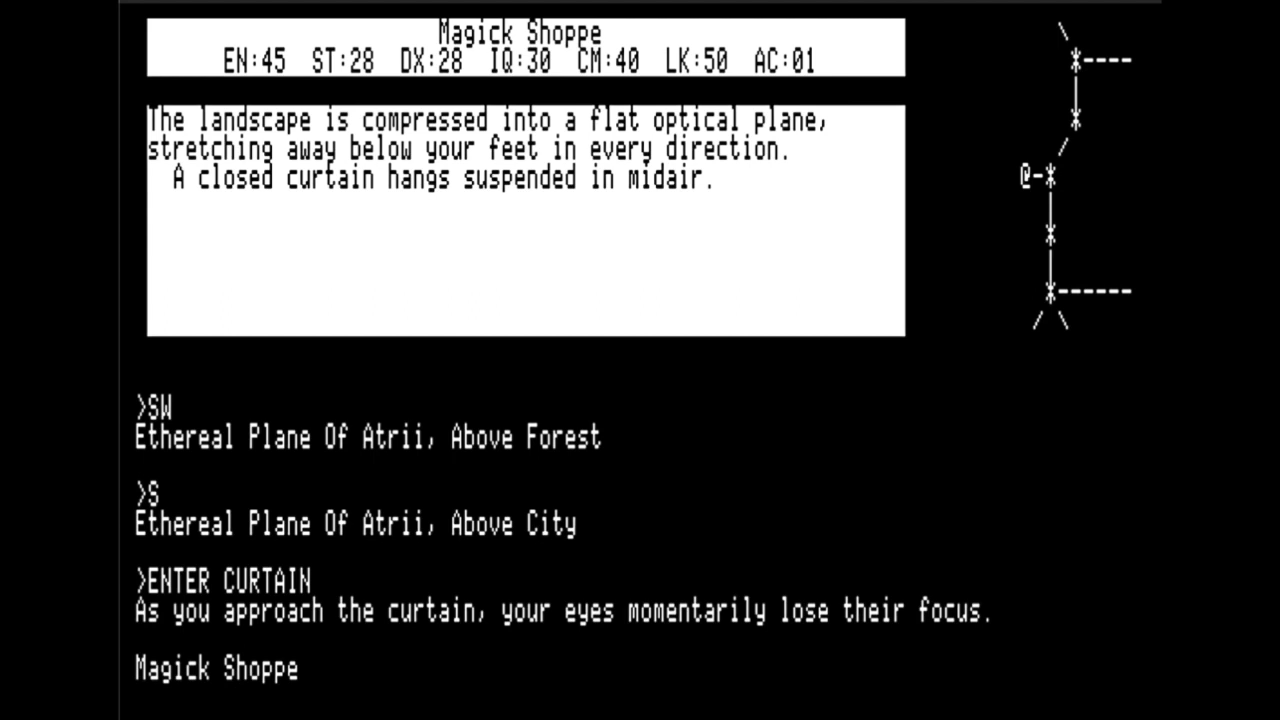 Magick Shoppe
EN:45 ST:28 DX:28 IQ:30 CM:40 LK:50 AC:01
The landscape is compressed into a flat optical plane,
stretching away below your feet in every direction.
A closed curtain hangs suspended in midair.
>SW
Ethereal Plane Of Atrii, Above Forest
>S
Ethereal Plane Of Atrii, Above City
>ENTER CURTAIN
As you approach the curtain, your eyes momentarily lose their focus.
Magick Shoppe